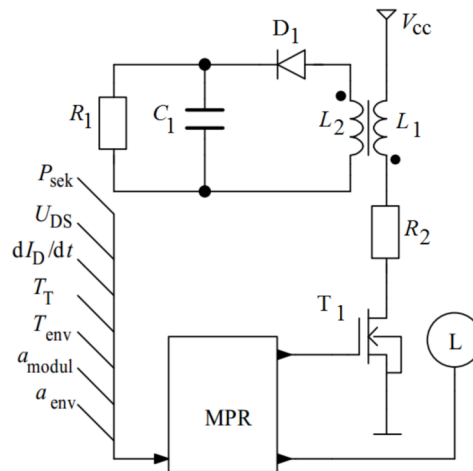 D1
Vcc
R1
C1
L2
L1
Psek
UDS
R2
dID/dt
TT
T1
Tenv
L
amodul
MPR
aenv